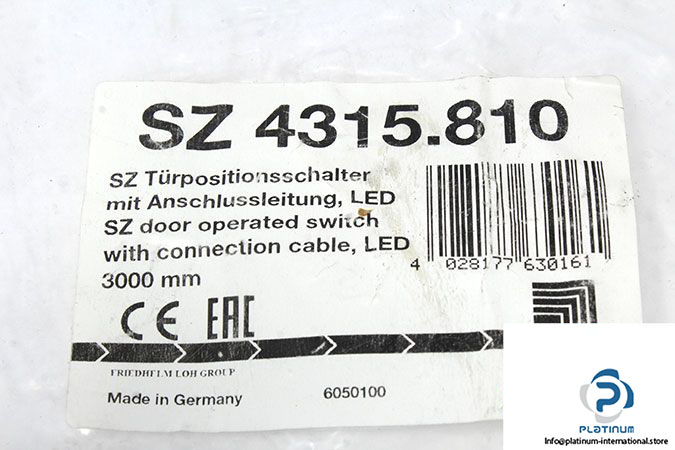 SZ 4315.810
SZ Türpositionsschalter
mit Anschlussleitung, LED
SZ door operated switch
with connection cable, LED
3000 mm
4 028177 630161
CE EAC
FRIEDHELM LOH GROUP
Made in Germany 6050100
PLATINUM
Info@platinum-international.store